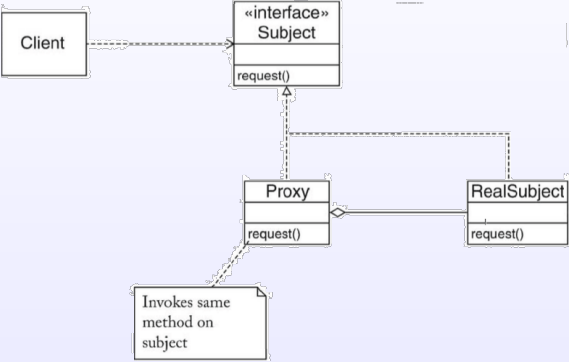 Client
«interface»
Subject
request()
Proxy
request()
RealSubject
request()
Invokes same
method on
subject